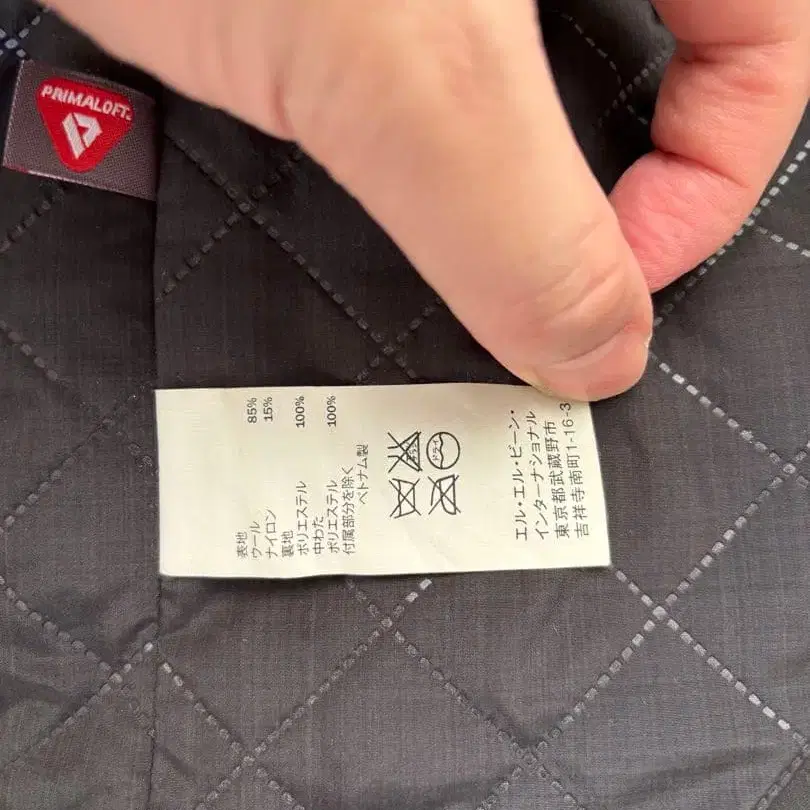 PRIMALOFT.
表地
ウール 85%
ナイロン 15%
裏地
ポリエステル 100%
中わた
ポリエステル 100%
付属部分を除く
ベトナム製
ドライ
エル・エル・ビーン・
インターナショナル
東京都武蔵野市
吉祥寺南町1-16-3